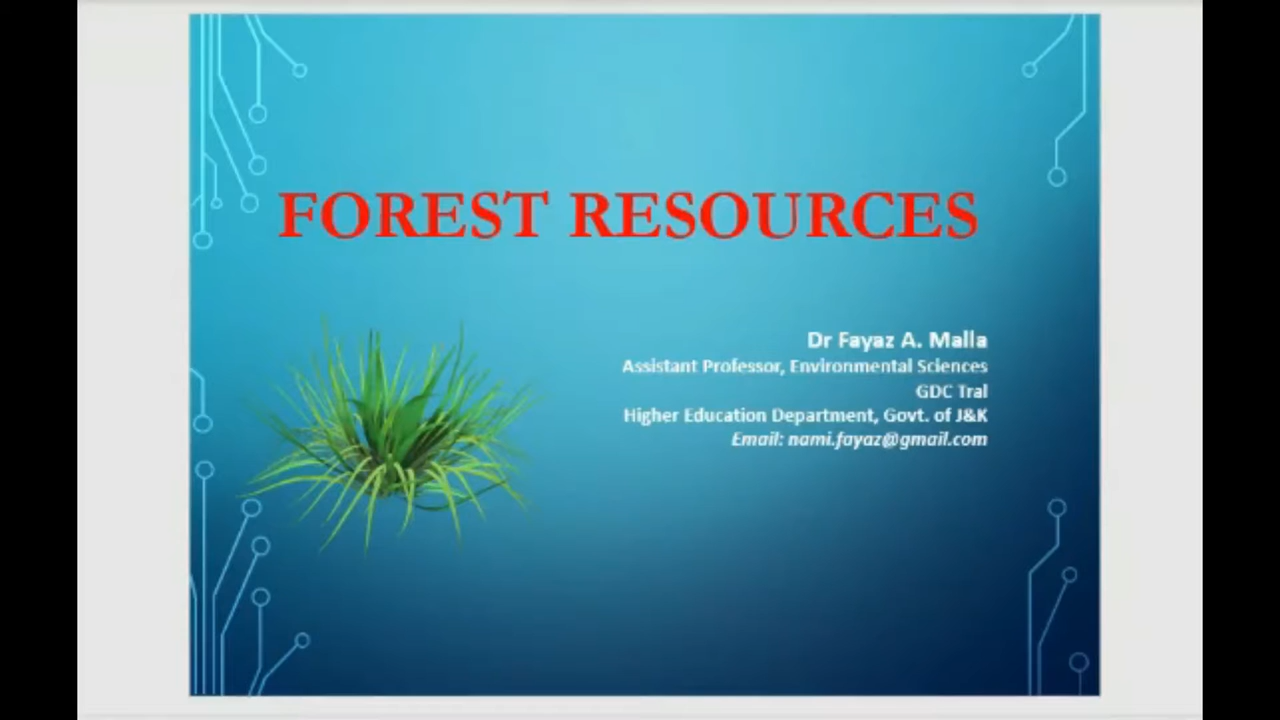 FOREST RESOURCES
Dr Fayaz A. Malla
Assistant Professor, Environmental Sciences
GDC Tral
Higher Education Department, Govt. of J&K
Email: nami.fayaz@gmail.com